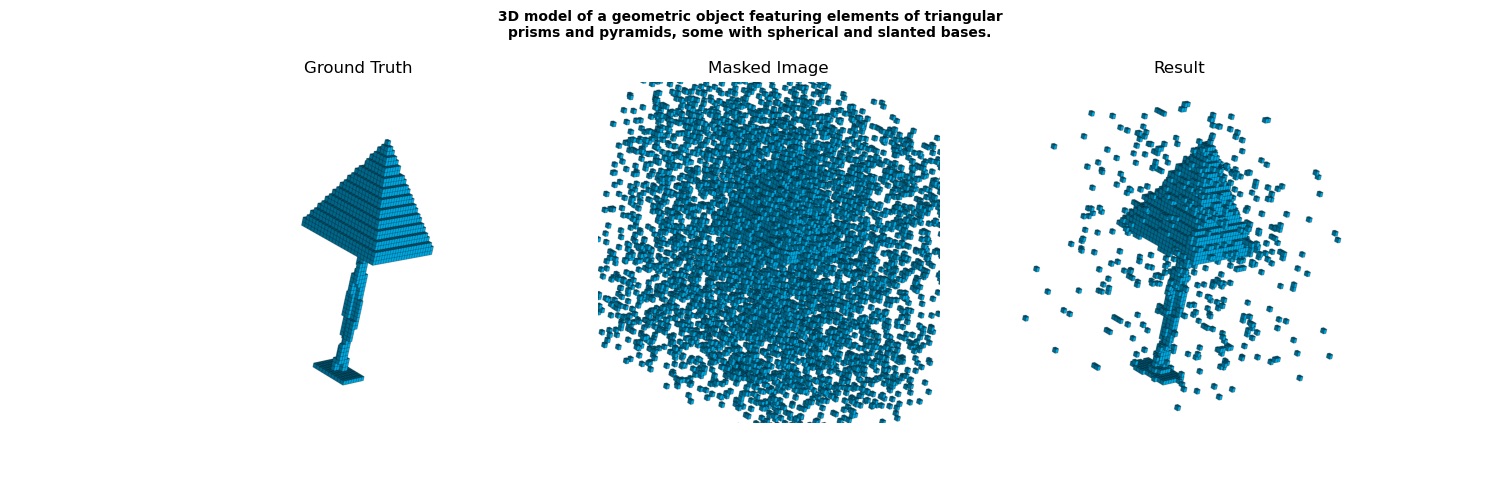 3D model of a geometric object featuring elements of triangular
prisms and pyramids, some with spherical and slanted bases.
Ground Truth
Masked Image
Result